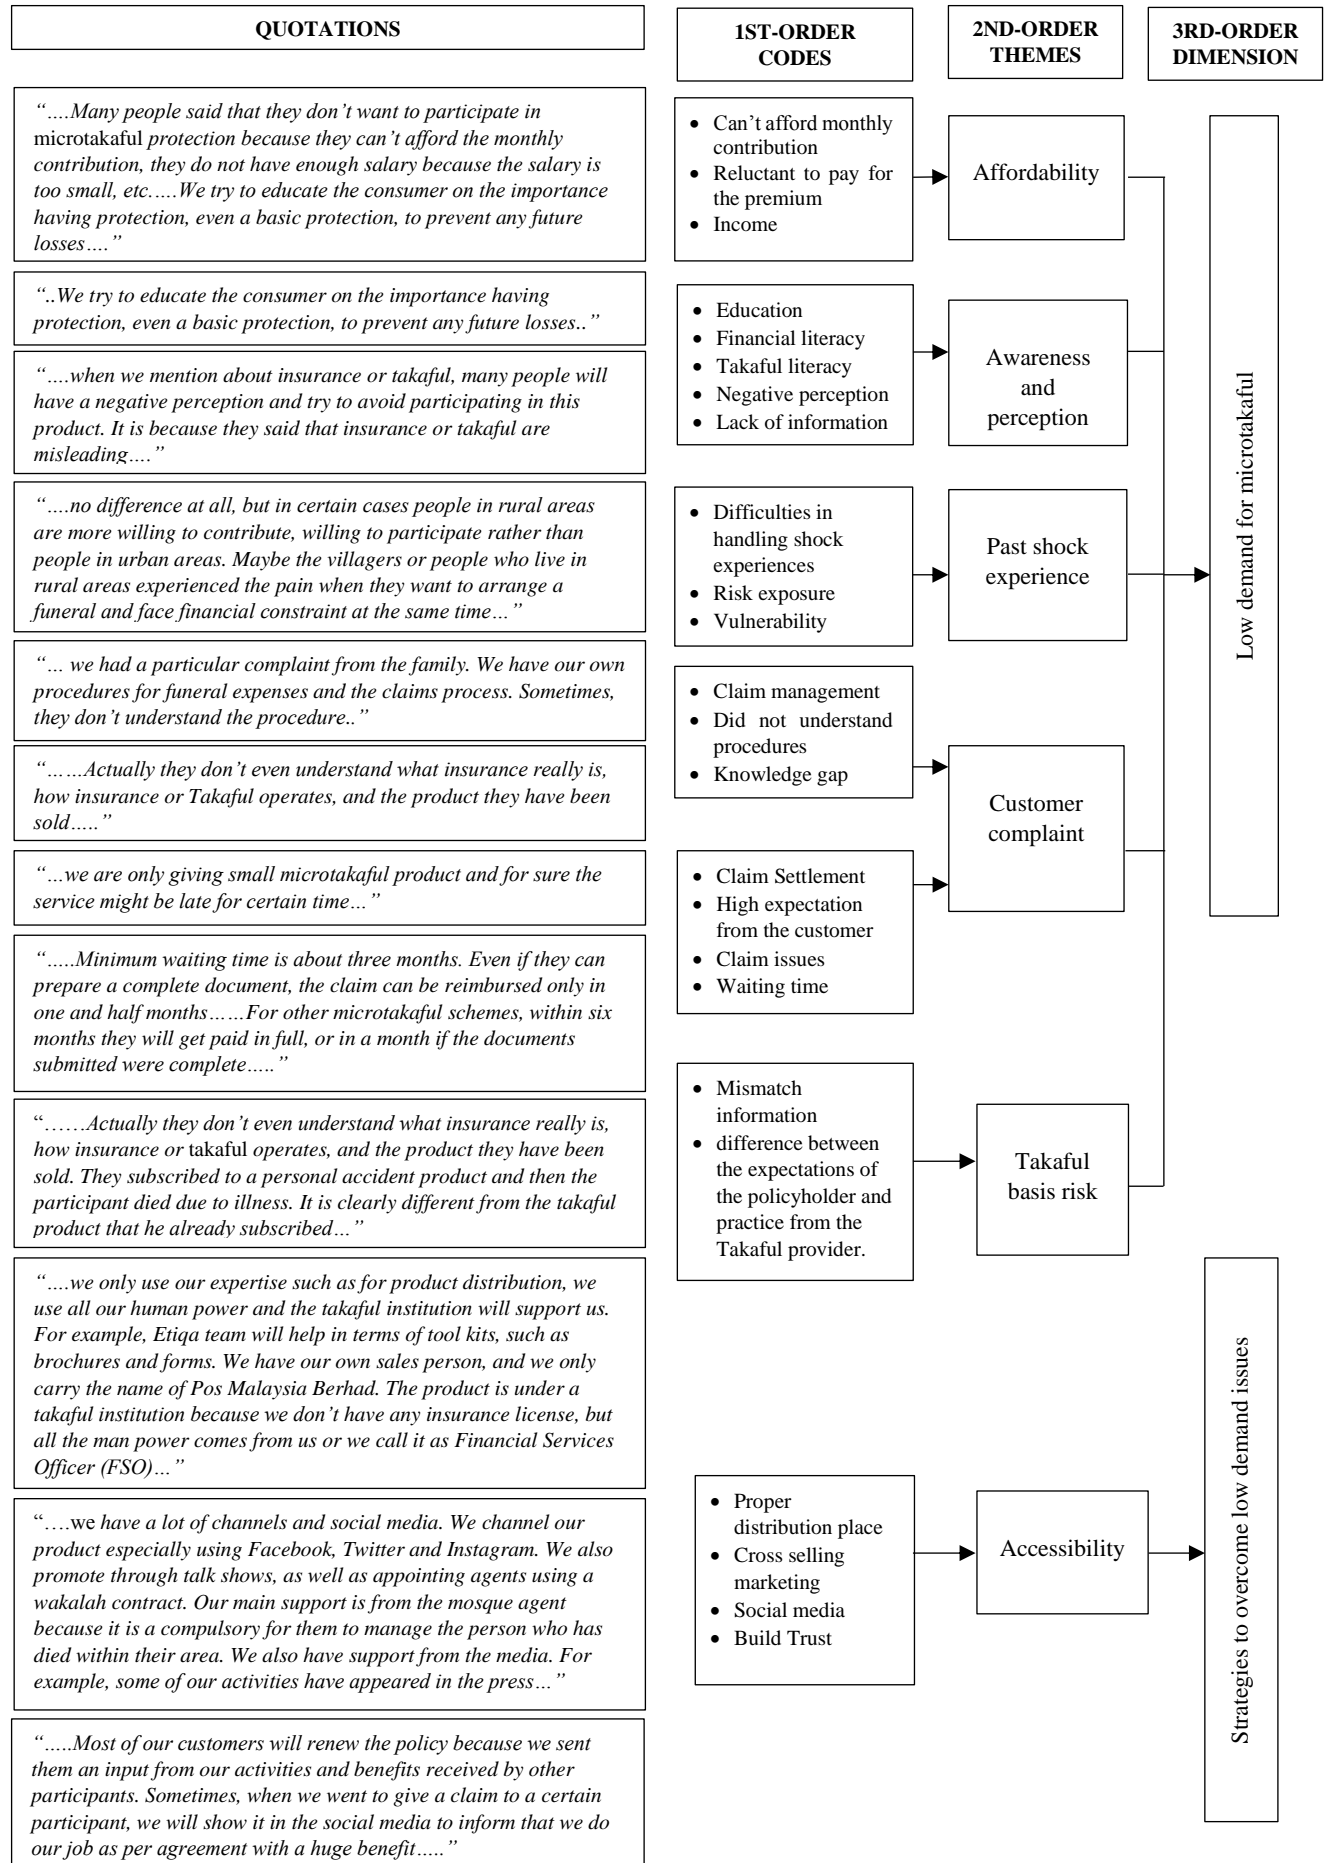 QUOTATIONS
1ST-ORDER
CODES
2ND-ORDER
THEMES
3RD-ORDER
DIMENSION
“….Many people said that they don’t want to participate in
microtakaful protection because they can’t afford the monthly
contribution, they do not have enough salary because the salary is
too small, etc.….We try to educate the consumer on the importance
having protection, even a basic protection, to prevent any future
losses….”
“..We try to educate the consumer on the importance having
protection, even a basic protection, to prevent any future losses..”
“….when we mention about insurance or takaful, many people will
have a negative perception and try to avoid participating in this
product. It is because they said that insurance or takaful are
misleading….”
“….no difference at all, but in certain cases people in rural areas
are more willing to contribute, willing to participate rather than
people in urban areas. Maybe the villagers or people who live in
rural areas experienced the pain when they want to arrange a
funeral and face financial constraint at the same time…”
“… we had a particular complaint from the family. We have our own
procedures for funeral expenses and the claims process. Sometimes,
they don’t understand the procedure..”
“……Actually they don’t even understand what insurance really is,
how insurance or Takaful operates, and the product they have been
sold…..”
“…we are only giving small microtakaful product and for sure the
service might be late for certain time…”
“…..Minimum waiting time is about three months. Even if they can
prepare a complete document, the claim can be reimbursed only in
one and half months……For other microtakaful schemes, within six
months they will get paid in full, or in a month if the documents
submitted were complete…..”
“……Actually they don’t even understand what insurance really is,
how insurance or takaful operates, and the product they have been
sold. They subscribed to a personal accident product and then the
participant died due to illness. It is clearly different from the takaful
product that he already subscribed…”
“….we only use our expertise such as for product distribution, we
use all our human power and the takaful institution will support us.
For example, Etiqa team will help in terms of tool kits, such as
brochures and forms. We have our own sales person, and we only
carry the name of Pos Malaysia Berhad. The product is under a
takaful institution because we don’t have any insurance license, but
all the man power comes from us or we call it as Financial Services
Officer (FSO)…”
“….we have a lot of channels and social media. We channel our
product especially using Facebook, Twitter and Instagram. We also
promote through talk shows, as well as appointing agents using a
wakalah contract. Our main support is from the mosque agent
because it is a compulsory for them to manage the person who has
died within their area. We also have support from the media. For
example, some of our activities have appeared in the press…”
“…..Most of our customers will renew the policy because we sent
them an input from our activities and benefits received by other
participants. Sometimes, when we went to give a claim to a certain
participant, we will show it in the social media to inform that we do
our job as per agreement with a huge benefit…..”
• Can’t afford monthly
contribution
• Reluctant to pay for
the premium
• Income
• Education
• Financial literacy
• Takaful literacy
• Negative perception
• Lack of information
• Difficulties in
handling shock
experiences
• Risk exposure
• Vulnerability
• Claim management
• Did not understand
procedures
• Knowledge gap
• Claim Settlement
• High expectation
from the customer
• Claim issues
• Waiting time
• Mismatch
information
• difference between
the expectations of
the policyholder and
practice from the
Takaful provider.
• Proper
distribution place
• Cross selling
marketing
• Social media
• Build Trust
Affordability
Awareness
and
perception
Past shock
experience
Customer
complaint
Takaful
basis risk
Accessibility
Low demand for microtakaful
Strategies to overcome low demand issues